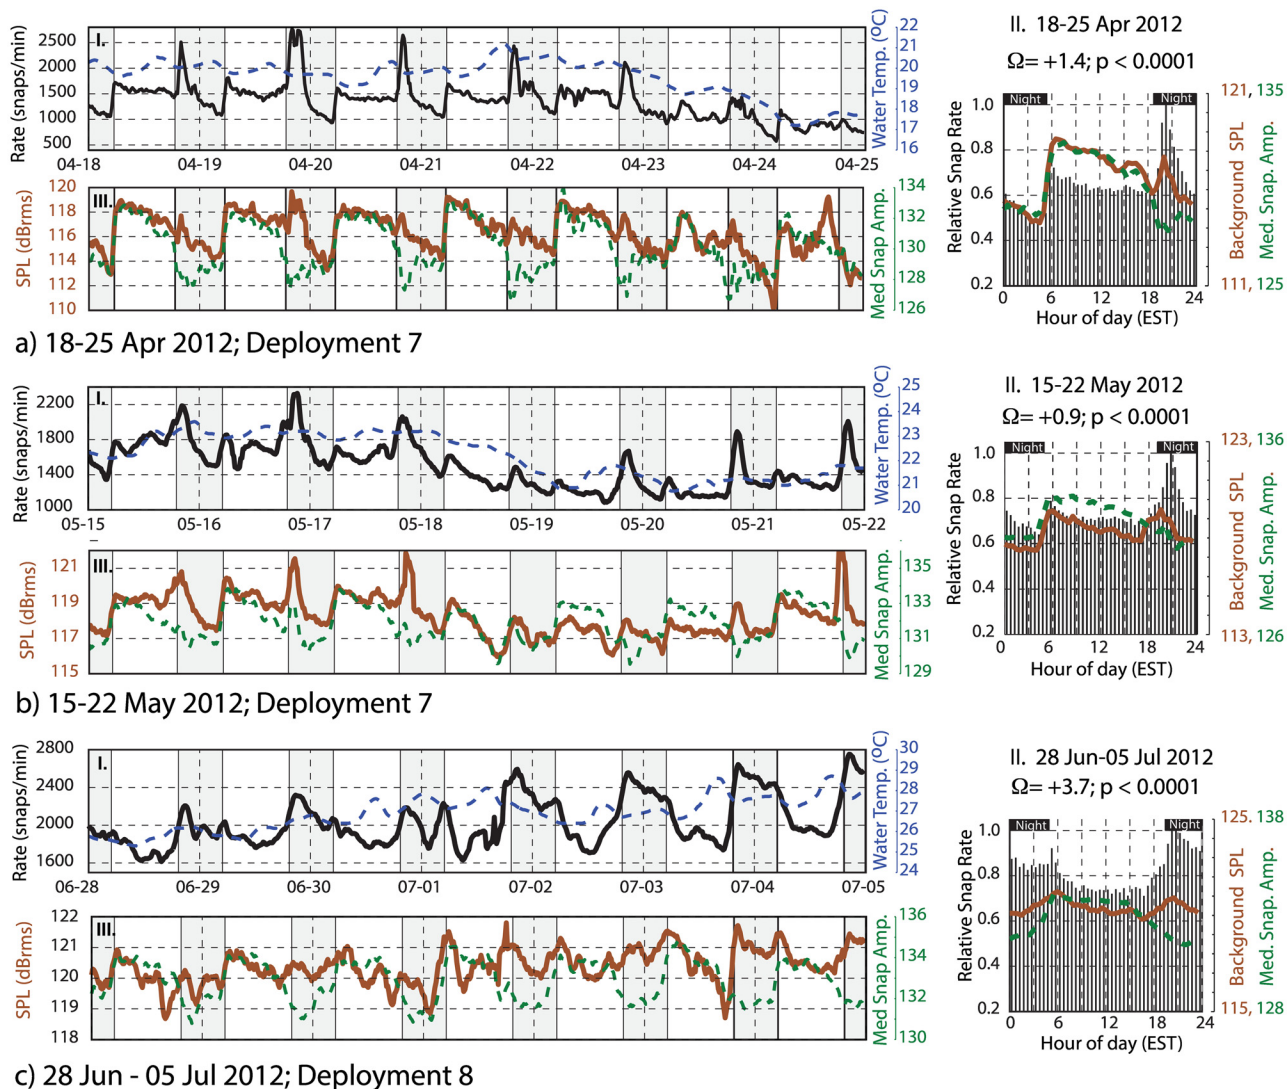 I.
Rate (snaps/min)
2500
2000
1500
1000
500
Water Temp. (ºC)
22
21
20
19
18
17
16
04-18 04-19 04-20 04-21 04-22 04-23 04-24 04-25
III.
SPL (dBrms)
120
118
116
114
112
110
Med Snap Amp.
134
132
130
128
126
II. 18-25 Apr 2012
Ω= +1.4; p < 0.0001
Night Night
Relative Snap Rate
1.0
0.8
0.6
0.4
0.2
0 6 12 18 24
Hour of day (EST)
121, 135
Background SPL
Med. Snap Amp.
111, 125
a) 18-25 Apr 2012; Deployment 7
I.
Rate (snaps/min)
2200
1800
1400
1000
Water Temp. (ºC)
25
24
23
22
21
20
05-15 05-16 05-17 05-18 05-19 05-20 05-21 05-22
III.
SPL (dBrms)
121
119
117
115
Med Snap Amp.
135
133
131
129
II. 15-22 May 2012
Ω= +0.9; p < 0.0001
Night Night
Relative Snap Rate
1.0
0.8
0.6
0.4
0.2
0 6 12 18 24
Hour of day (EST)
123, 136
Background SPL
Med. Snap. Amp.
113, 126
b) 15-22 May 2012; Deployment 7
I.
Rate (snaps/min)
2800
2400
2000
1600
Water Temp. (ºC)
30
29
28
27
26
25
24
06-28 06-29 06-30 07-01 07-02 07-03 07-04 07-05
III.
SPL (dBrms)
122
121
120
119
118
Med Snap Amp.
136
134
132
130
II. 28 Jun-05 Jul 2012
Ω= +3.7; p < 0.0001
Night Night
Relative Snap Rate
1.0
0.8
0.6
0.4
0.2
0 6 12 18 24
Hour of day (EST)
125. 138
Background SPL
Med. Snap. Amp.
115, 128
c) 28 Jun - 05 Jul 2012; Deployment 8